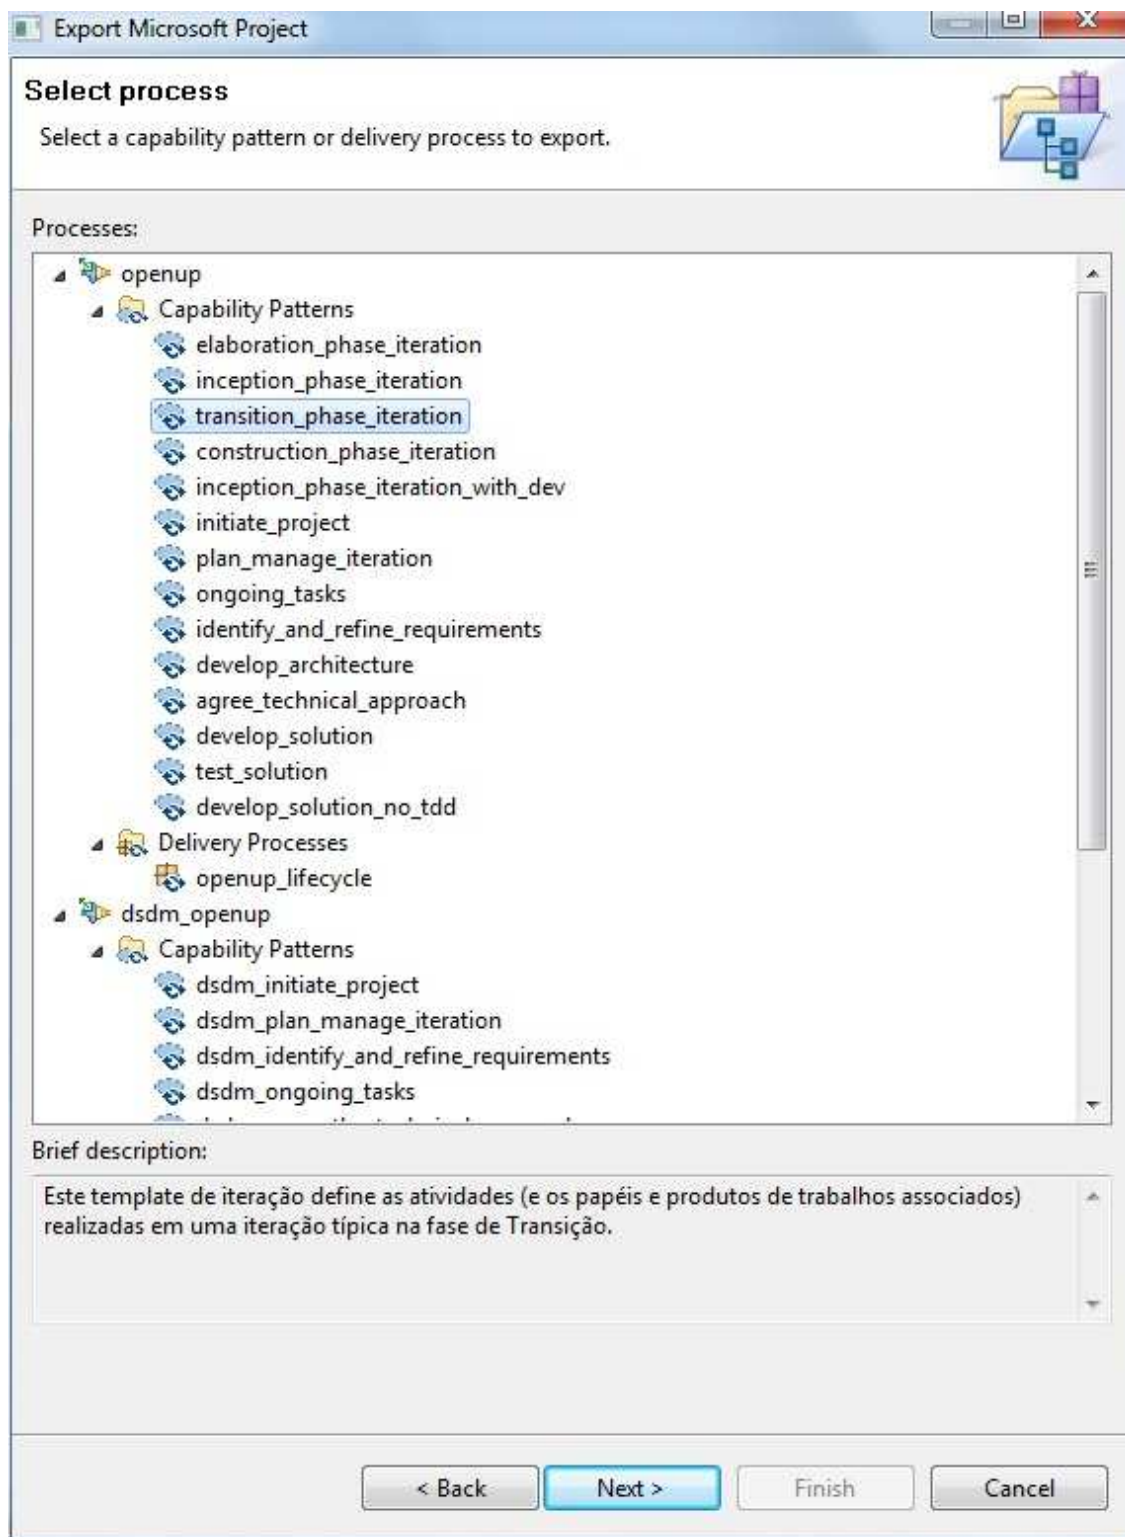 Export Microsoft Project
Select process
Select a capability pattern or delivery process to export.
Processes:
openup
Capability Patterns
elaboration_phase_iteration
inception_phase_iteration
transition_phase_iteration
construction_phase_iteration
inception_phase_iteration_with_dev
initiate_project
plan_manage_iteration
ongoing_tasks
identify_and_refine_requirements
develop_architecture
agree_technical_approach
develop_solution
test_solution
develop_solution_no_tdd
Delivery Processes
openup_lifecycle
dsdm_openup
Capability Patterns
dsdm_initiate_project
dsdm_plan_manage_iteration
dsdm_identify_and_refine_requirements
dsdm_ongoing_tasks
Brief description:
Este template de iteração define as atividades (e os papéis e produtos de trabalhos associados)
realizadas em uma iteração típica na fase de Transição.
< Back Next > Finish Cancel